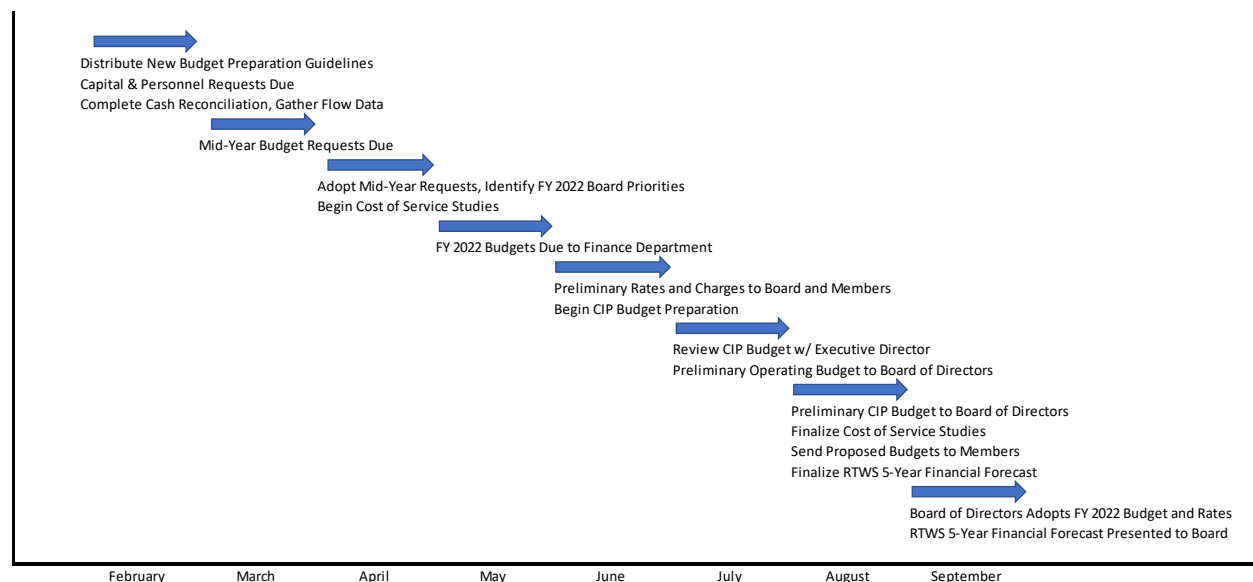 Distribute New Budget Preparation Guidelines
Capital & Personnel Requests Due
Complete Cash Reconciliation, Gather Flow Data
Mid-Year Budget Requests Due
Adopt Mid-Year Requests, Identify FY 2022 Board Priorities
Begin Cost of Service Studies
FY 2022 Budgets Due to Finance Department
Preliminary Rates and Charges to Board and Members
Begin CIP Budget Preparation
Review CIP Budget w/ Executive Director
Preliminary Operating Budget to Board of Directors
Preliminary CIP Budget to Board of Directors
Finalize Cost of Service Studies
Send Proposed Budgets to Members
Finalize RTWS 5-Year Financial Forecast
Board of Directors Adopts FY 2022 Budget and Rates
RTWS 5-Year Financial Forecast Presented to Board
February March April May June July August September